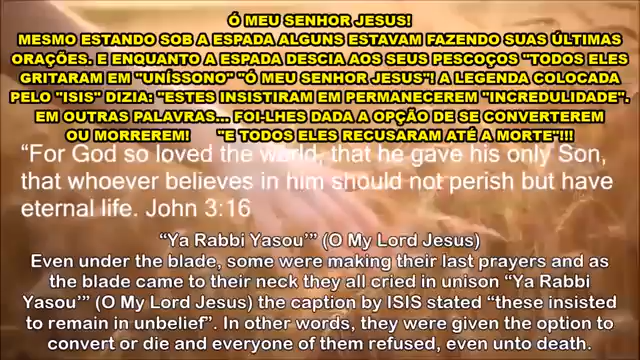 Ó MEU SENHOR JESUS!
MESMO ESTANDO SOB A ESPADA ALGUNS ESTAVAM FAZENDO SUAS ÚLTIMAS
ORAÇÕES. E ENQUANTO A ESPADA DESCIA AOS SEUS PESCOÇOS "TODOS ELES
GRITARAM EM "UNÍSSONO" "Ó MEU SENHOR JESUS"! A LEGENDA COLOCADA
PELO "ISIS" DIZIA: "ESTES INSISTIRAM EM PERMANECEREM "INCREDULIDADE".
EM OUTRAS PALAVRAS... FOI-LHES DADA A OPÇÃO DE SE CONVERTEREM
OU MORREREM! "E TODOS ELES RECUSARAM ATÉ A MORTE"!!!
“For God so loved the world, that he gave his only Son,
that whoever believes in him should not perish but have
eternal life. John 3:16
“Ya Rabbi Yasou’” (O My Lord Jesus)
Even under the blade, some were making their last prayers and as
the blade came to their neck they all cried in unison “Ya Rabbi
Yasou’” (O My Lord Jesus) the caption by ISIS stated “these insisted
to remain in unbelief”. In other words, they were given the option to
convert or die and everyone of them refused, even unto death.